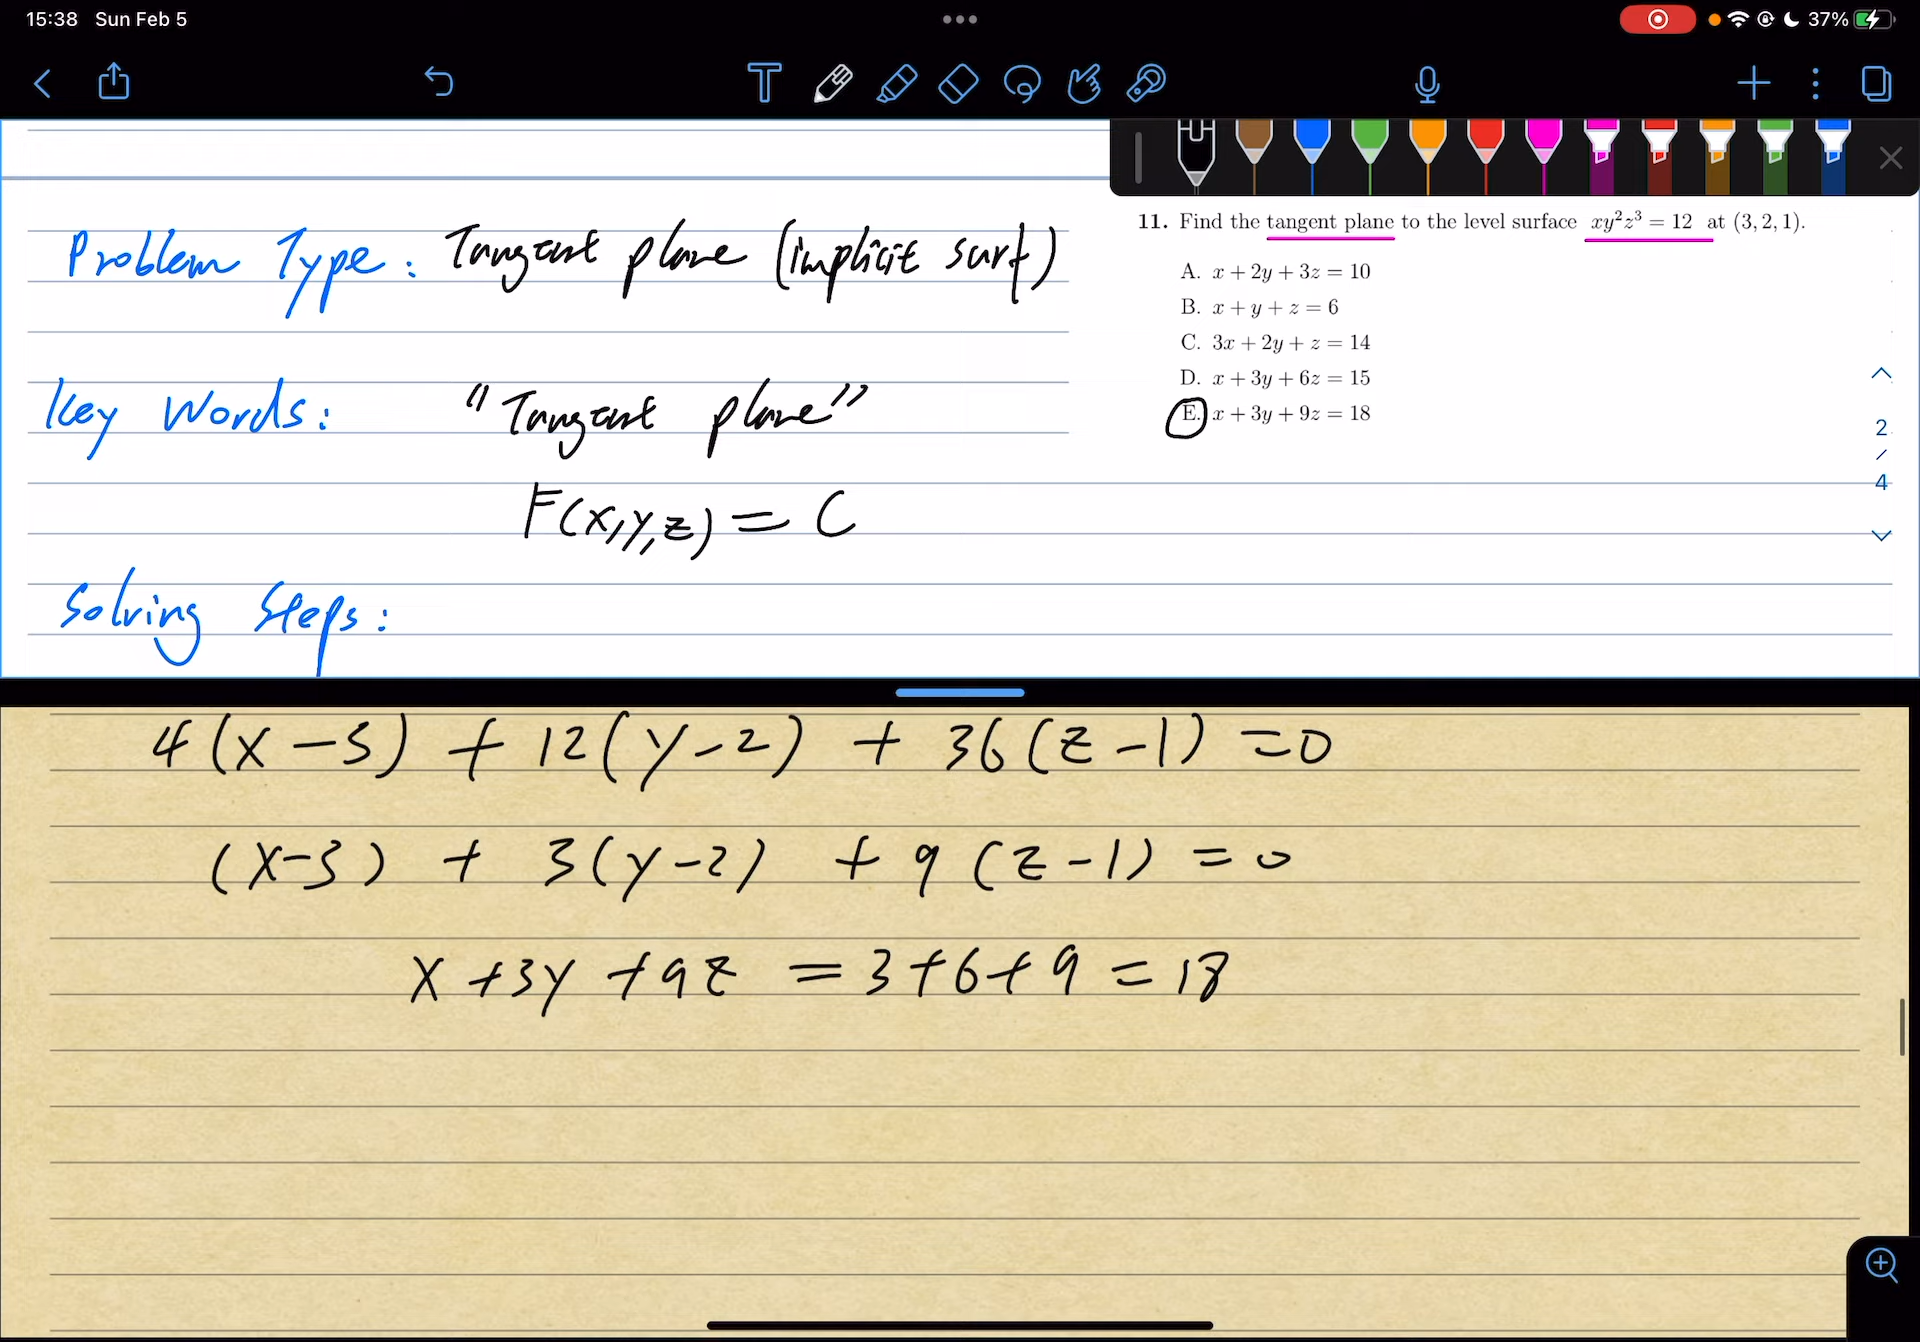 15:38 Sun Feb 5
37%
11. Find the tangent plane to the level surface xy²z³ = 12 at (3, 2, 1).
A. x + 2y + 3z = 10
B. x + y + z = 6
C. 3x + 2y + z = 14
D. x + 3y + 6z = 15
E. x + 3y + 9z = 18
Problem Type: Tangent plane (implicit surf)
Key Words: "Tangent plane"
F(x,y,z) = C
Solving Steps:
2
/
4
4(x-3) + 12(y-2) + 36(z-1) = 0
(x-3) + 3(y-2) + 9(z-1) = 0
x + 3y + 9z = 3+6+9 = 18